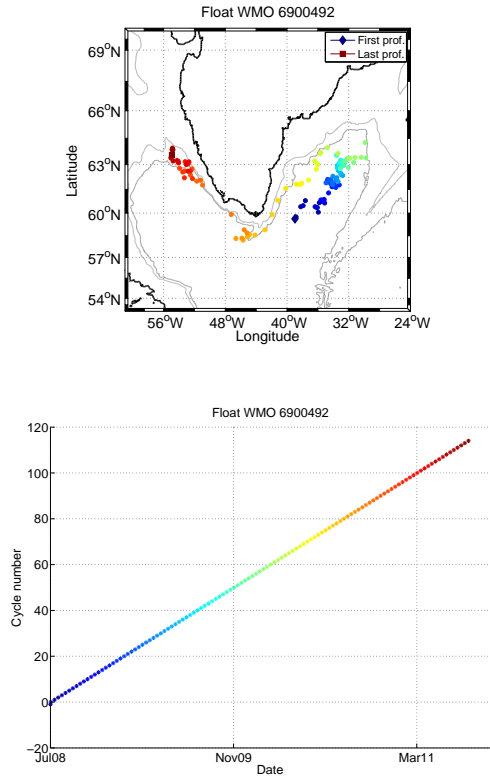 Float WMO 6900492
First prof.
Last prof.
69°N
66°N
63°N
60°N
57°N
54°N
Latitude
56°W 48°W 40°W 32°W 24°W
Longitude
Float WMO 6900492
120
100
80
60
40
20
0
−20
Cycle number
Jul08 Nov09 Mar11
Date